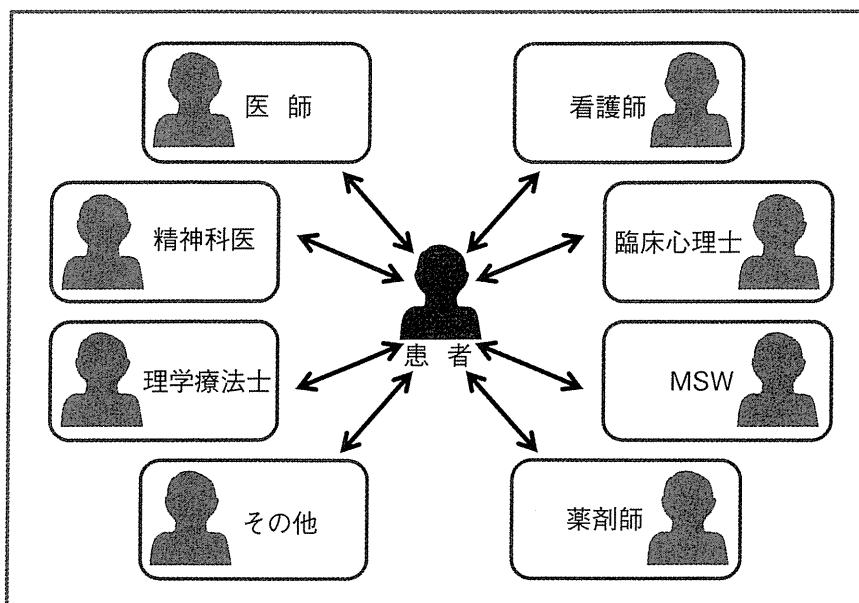 医 師
看護師
精神科医
臨床心理士
患 者
理学療法士
MSW
その他
薬剤師